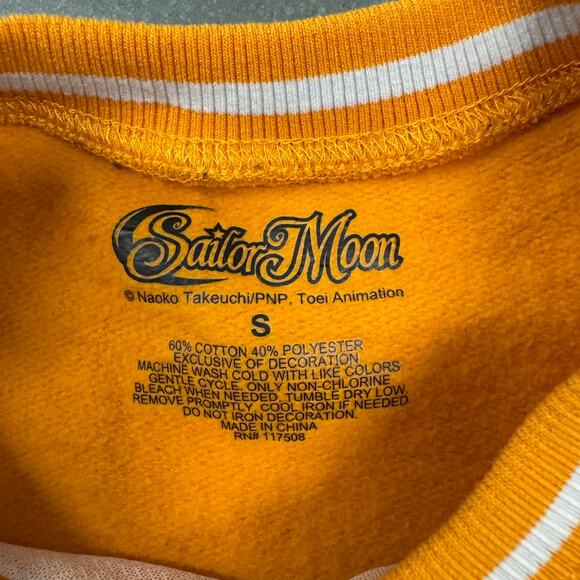 Sailor Moon
© Naoko Takeuchi/PNP, Toei Animation
S
60% COTTON 40% POLYESTER
EXCLUSIVE OF DECORATION
MACHINE WASH COLD WITH LIKE COLORS
GENTLE CYCLE, ONLY NON-CHLORINE
BLEACH WHEN NEEDED. TUMBLE DRY LOW.
REMOVE PROMPTLY. COOL IRON IF NEEDED.
DO NOT IRON DECORATION.
MADE IN CHINA
RN# 117508